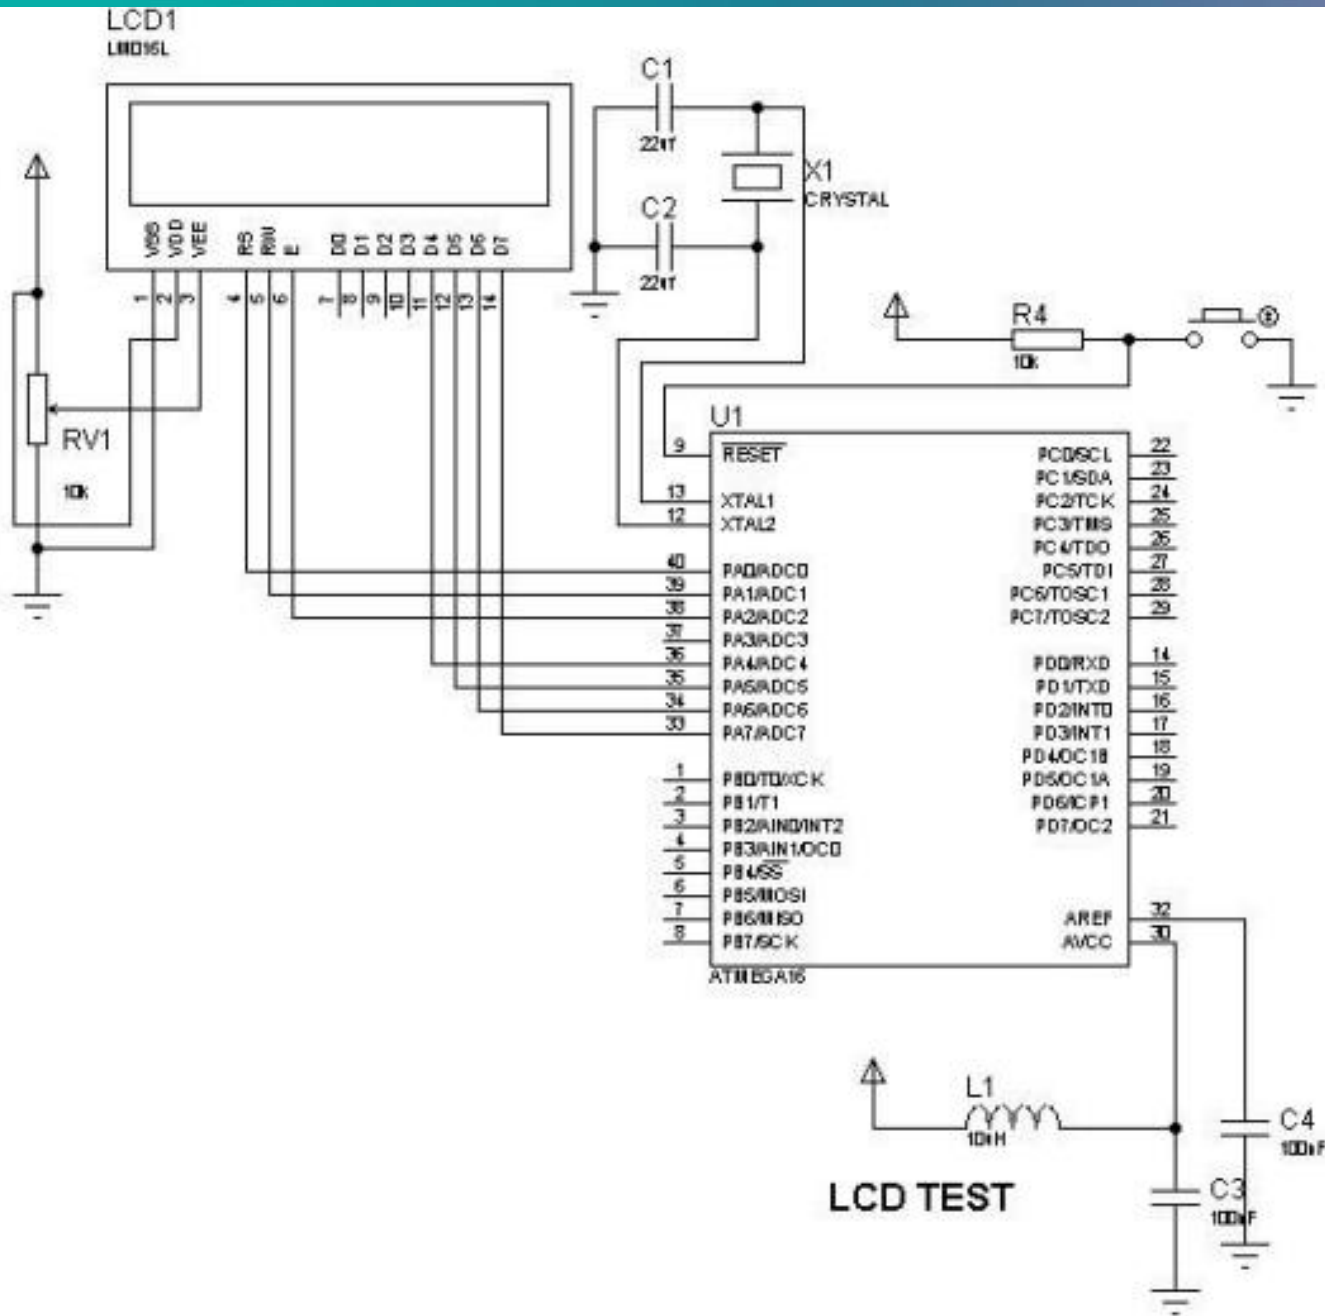 LCD1
LM016L
VSS
VDD
VEE
RS
RW
E
D0
D1
D2
D3
D4
D5
D6
D7
1
2
3
4
5
6
7
8
9
10
11
12
13
14
C1
C2
X1
CRYSTAL
RV1
10k
R4
10k
U1
9 RESET
13 XTAL1
12 XTAL2
40 PA0/ADC0
39 PA1/ADC1
38 PA2/ADC2
37 PA3/ADC3
36 PA4/ADC4
35 PA5/ADC5
34 PA6/ADC6
33 PA7/ADC7
1 PB0/T0/XCK
2 PB1/T1
3 PB2/AIN0/INT2
4 PB3/AIN1/OC0
5 PB4/SS
6 PB5/MOSI
7 PB6/MISO
8 PB7/SCK
PC0/SCL 22
PC1/SDA 23
PC2/TCK 24
PC3/TMS 25
PC4/TDO 26
PC5/TDI 27
PC6/TOSC1 28
PC7/TOSC2 29
PD0/RXD 14
PD1/TXD 15
PD2/INT0 16
PD3/INT1 17
PD4/OC1B 18
PD5/OC1A 19
PD6/ICP1 20
PD7/OC2 21
AREF 32
AVCC 30
ATMEGA16
L1
C4
C3
LCD TEST